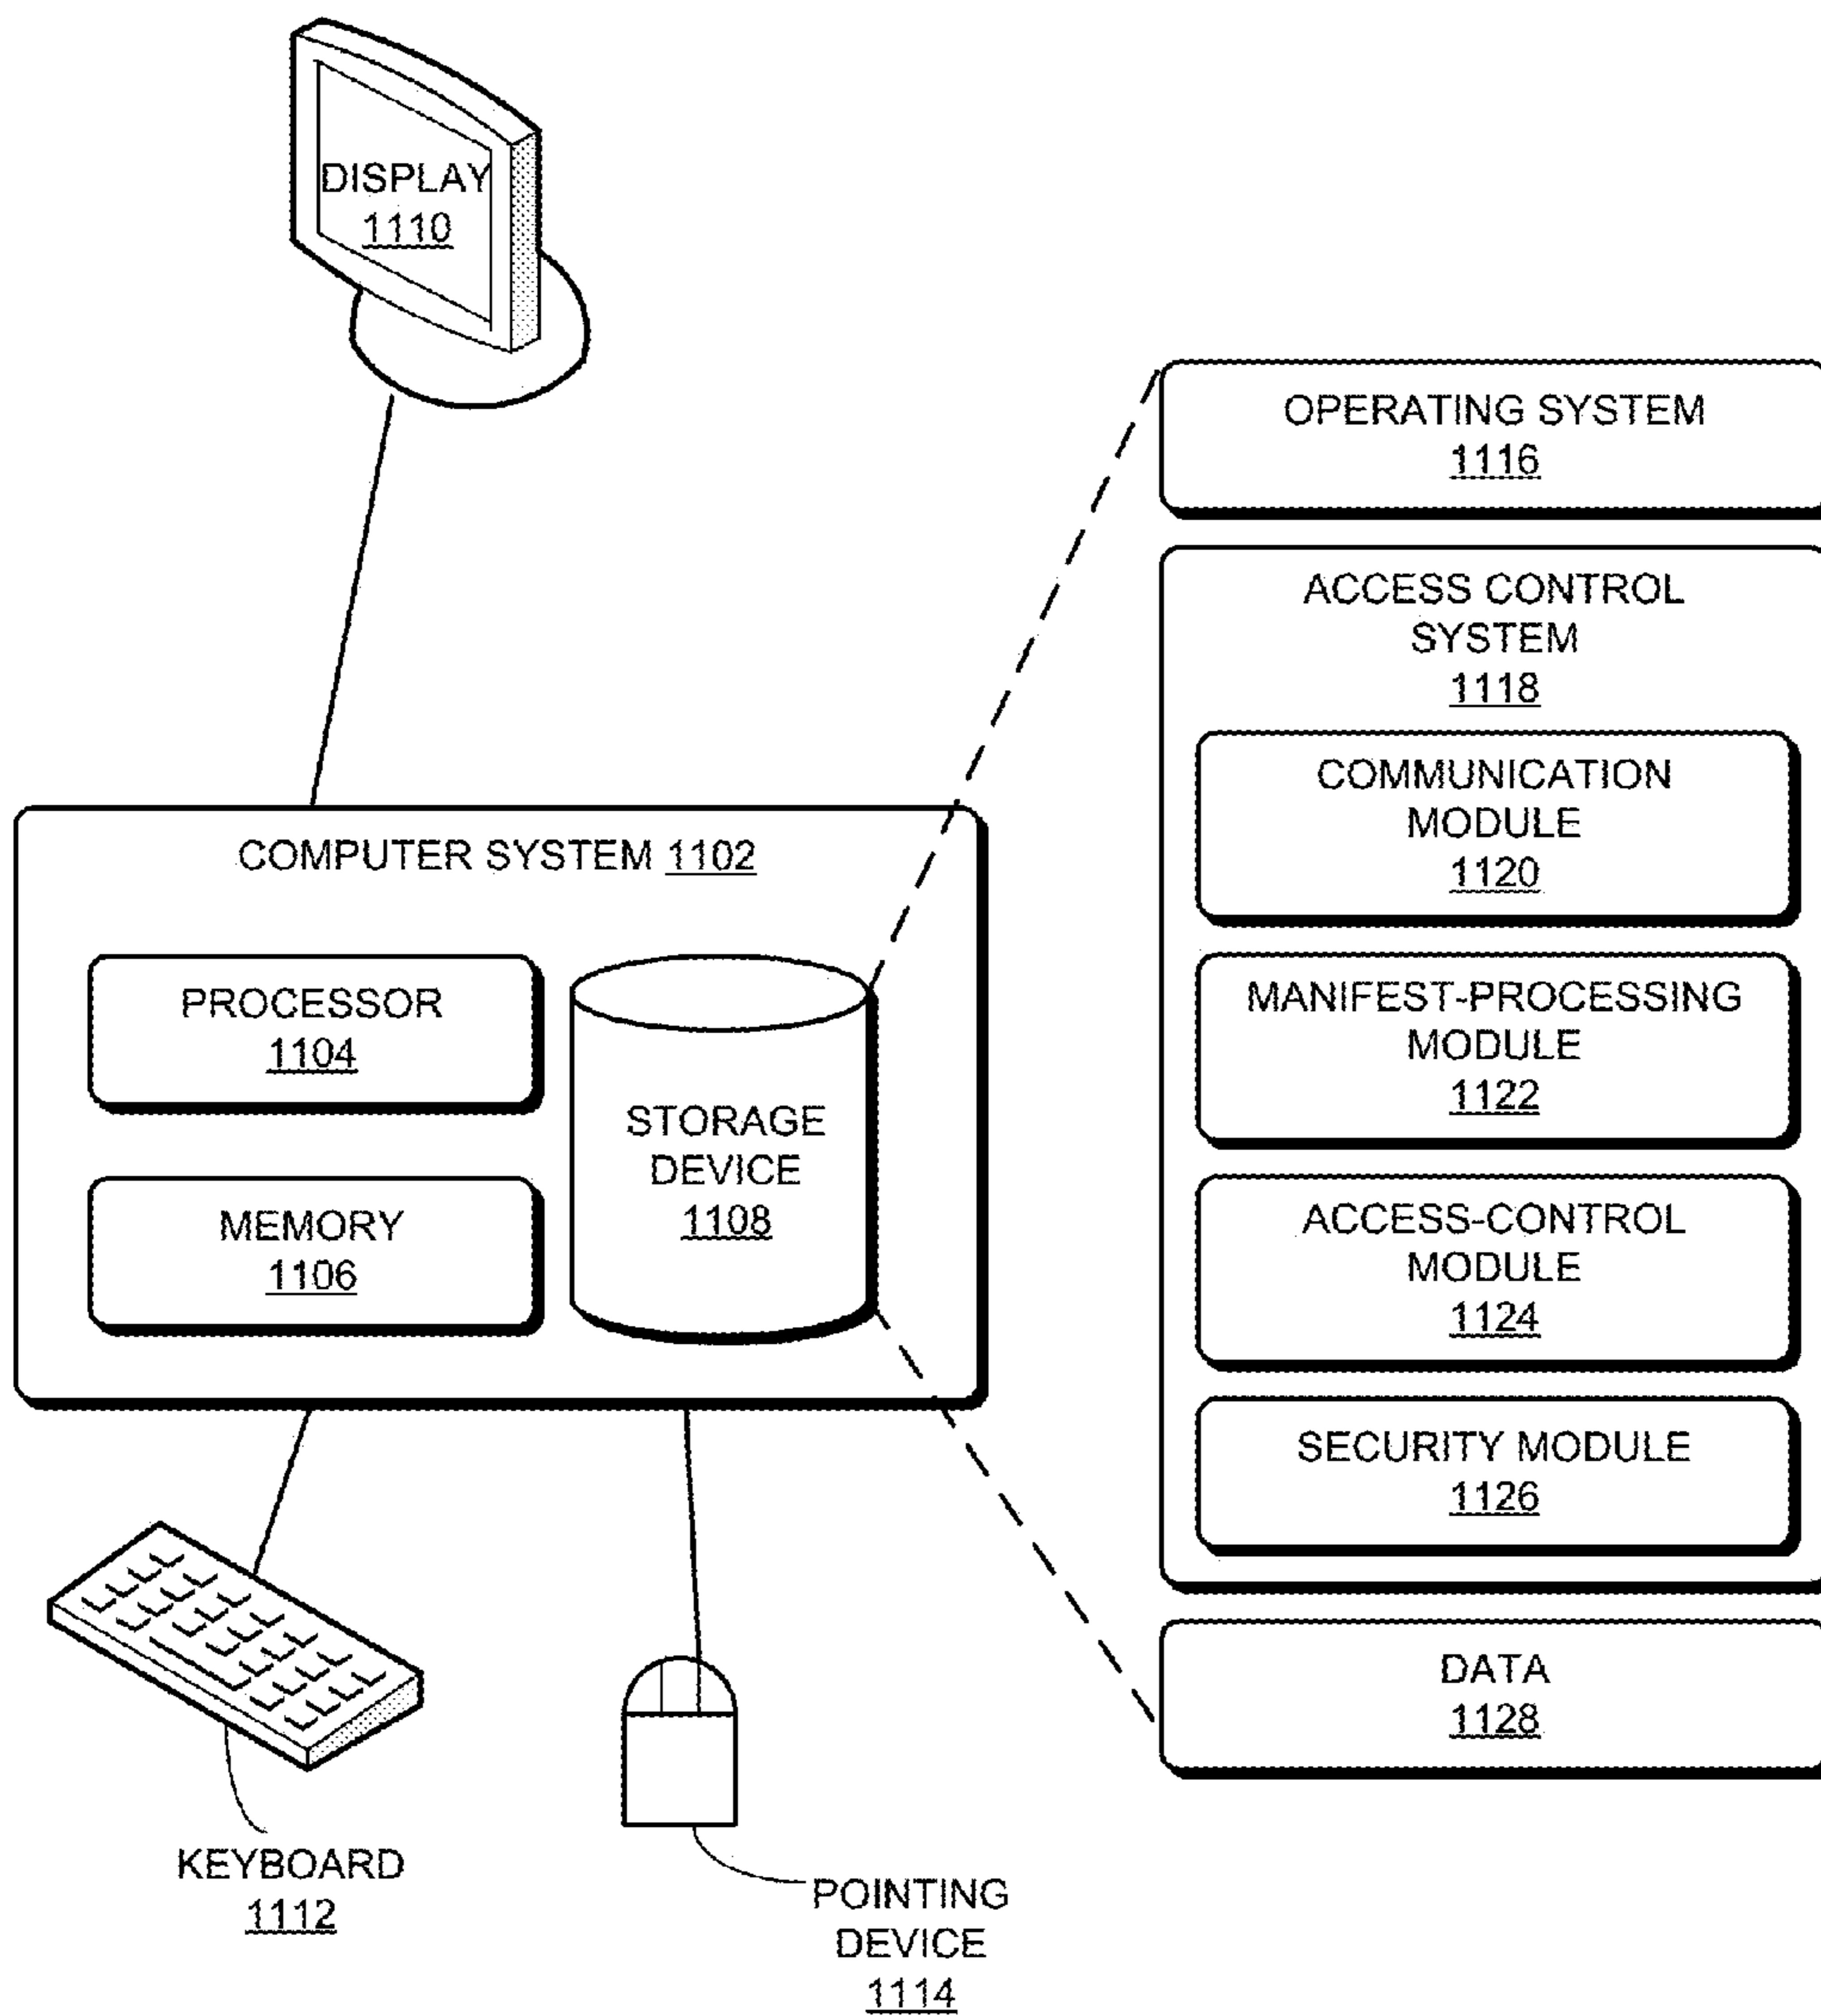 DISPLAY
1110
OPERATING SYSTEM
1116
ACCESS CONTROL
SYSTEM
1118
COMMUNICATION
MODULE
1120
MANIFEST-PROCESSING
MODULE
1122
ACCESS-CONTROL
MODULE
1124
SECURITY MODULE
1126
DATA
1128
COMPUTER SYSTEM 1102
PROCESSOR
1104
MEMORY
1106
STORAGE
DEVICE
1108
KEYBOARD
1112
POINTING
DEVICE
1114